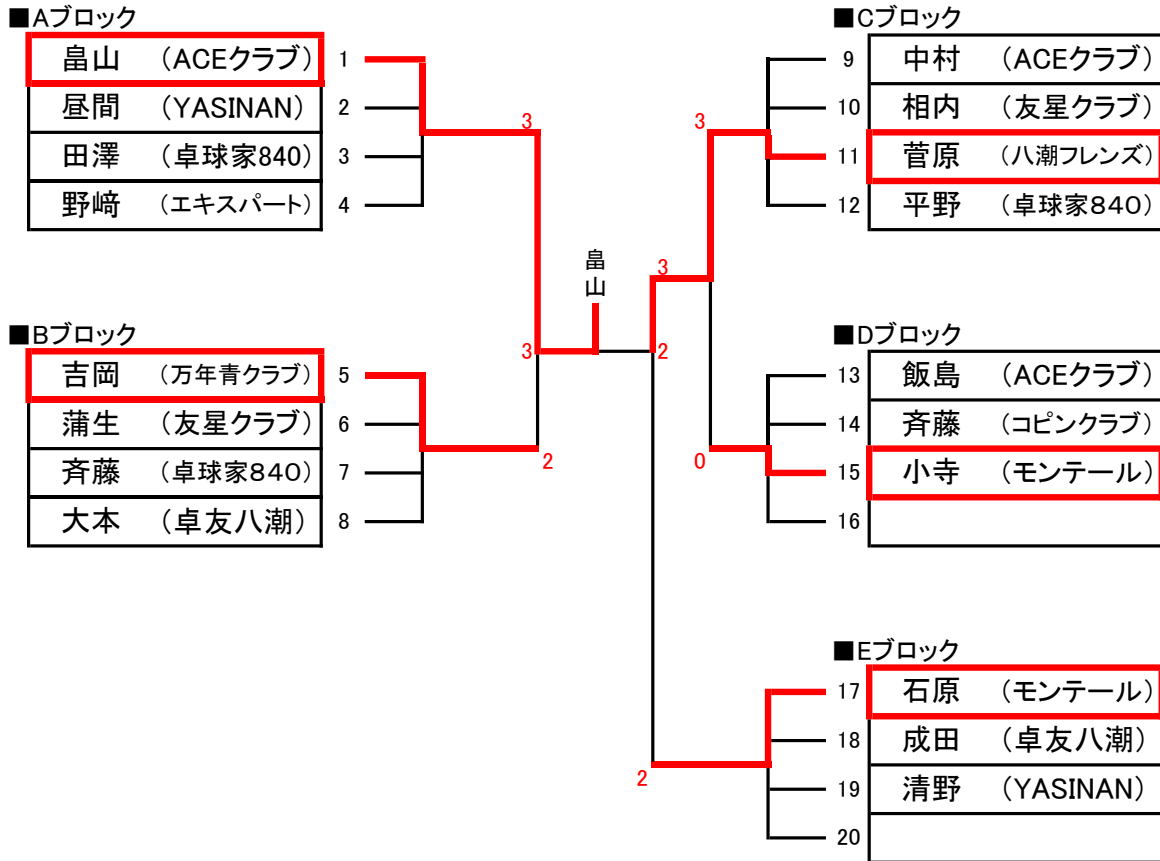 ■Aブロック
畠山 (ACEクラブ) 1
昼間 (YASINAN) 2
田澤 (卓球家840) 3
野﨑 (エキスパート) 4
■Bブロック
吉岡 (万年青クラブ) 5
蒲生 (友星クラブ) 6
斉藤 (卓球家840) 7
大本 (卓友八潮) 8
3
3
2
畠山
3
3
2
0
2
■Cブロック
9 中村 (ACEクラブ)
10 相内 (友星クラブ)
11 菅原 (八潮フレンズ)
12 平野 (卓球家840)
■Dブロック
13 飯島 (ACEクラブ)
14 斉藤 (コピンクラブ)
15 小寺 (モンテール)
16
■Eブロック
17 石原 (モンテール)
18 成田 (卓友八潮)
19 清野 (YASINAN)
20